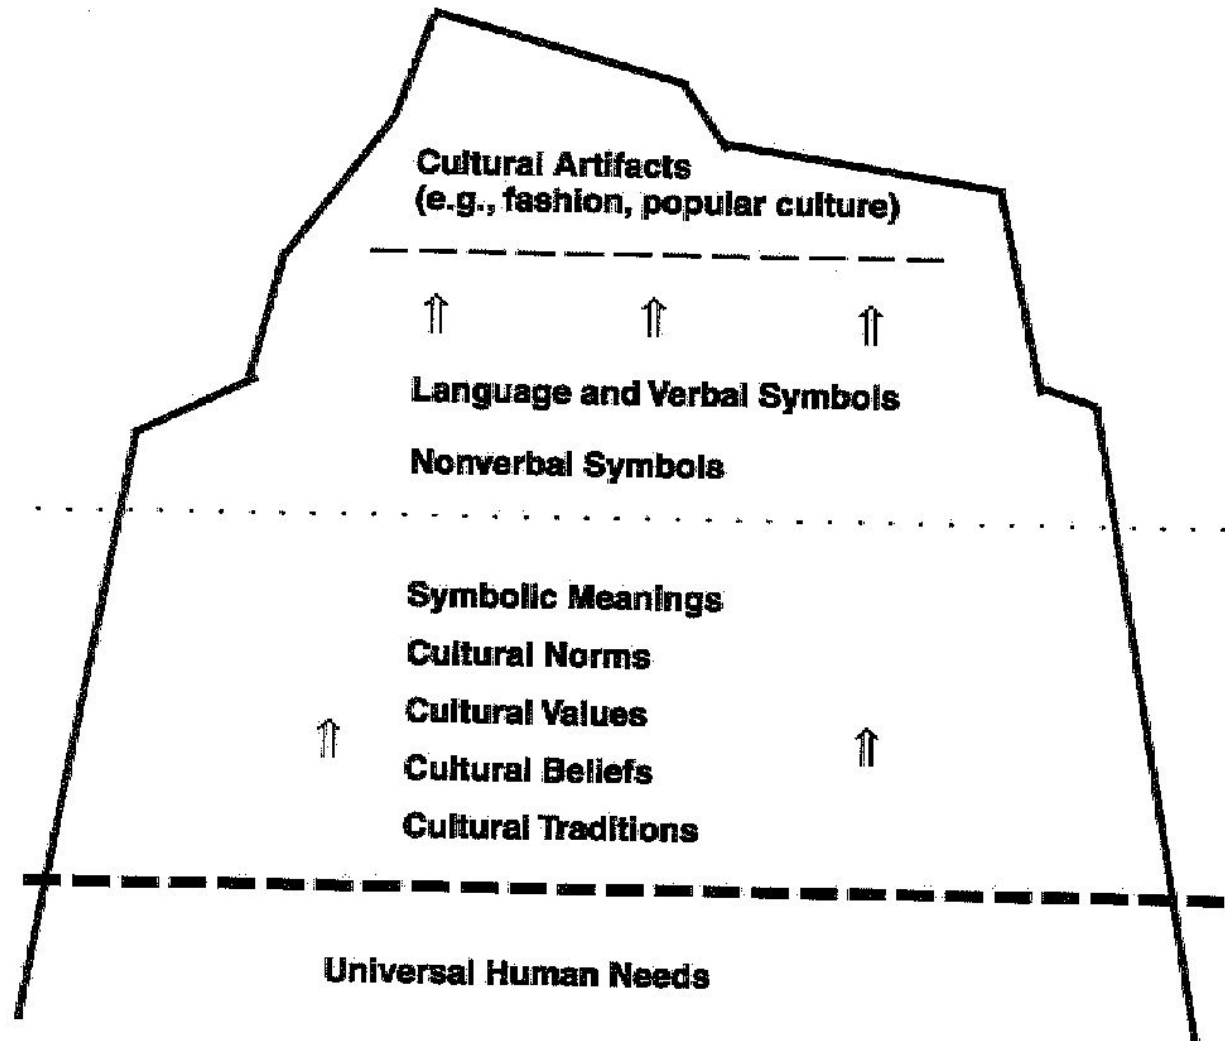 Cultural Artifacts
(e.g., fashion, popular culture)
Language and Verbal Symbols
Nonverbal Symbols
Symbolic Meanings
Cultural Norms
Cultural Values
Cultural Beliefs
Cultural Traditions
Universal Human Needs